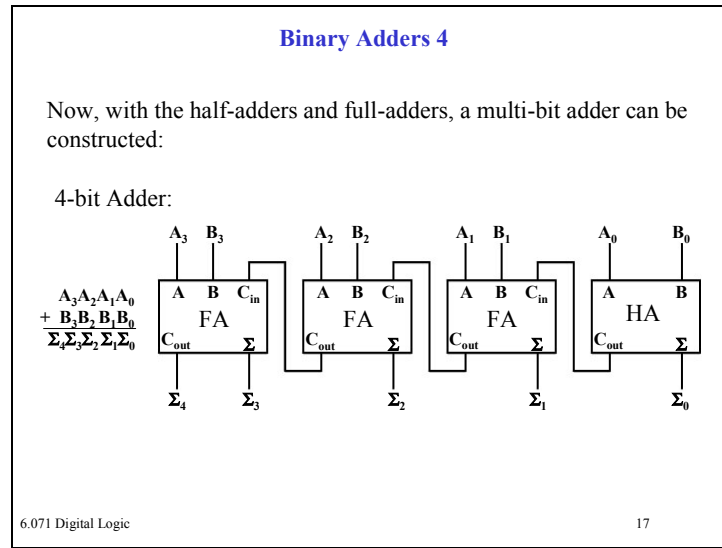 Binary Adders 4
Now, with the half-adders and full-adders, a multi-bit adder can be
constructed:
4-bit Adder:
A₃ B₃ A₂ B₂ A₁ B₁ A₀ B₀
A B Cin A B Cin A B Cin A B
A₃A₂A₁A₀
+ B₃B₂B₁B₀
Σ₄Σ₃Σ₂Σ₁Σ₀
FA FA FA HA
Cout Σ Cout Σ Cout Σ Cout Σ
Σ₄ Σ₃ Σ₂ Σ₁ Σ₀
6.071 Digital Logic 17